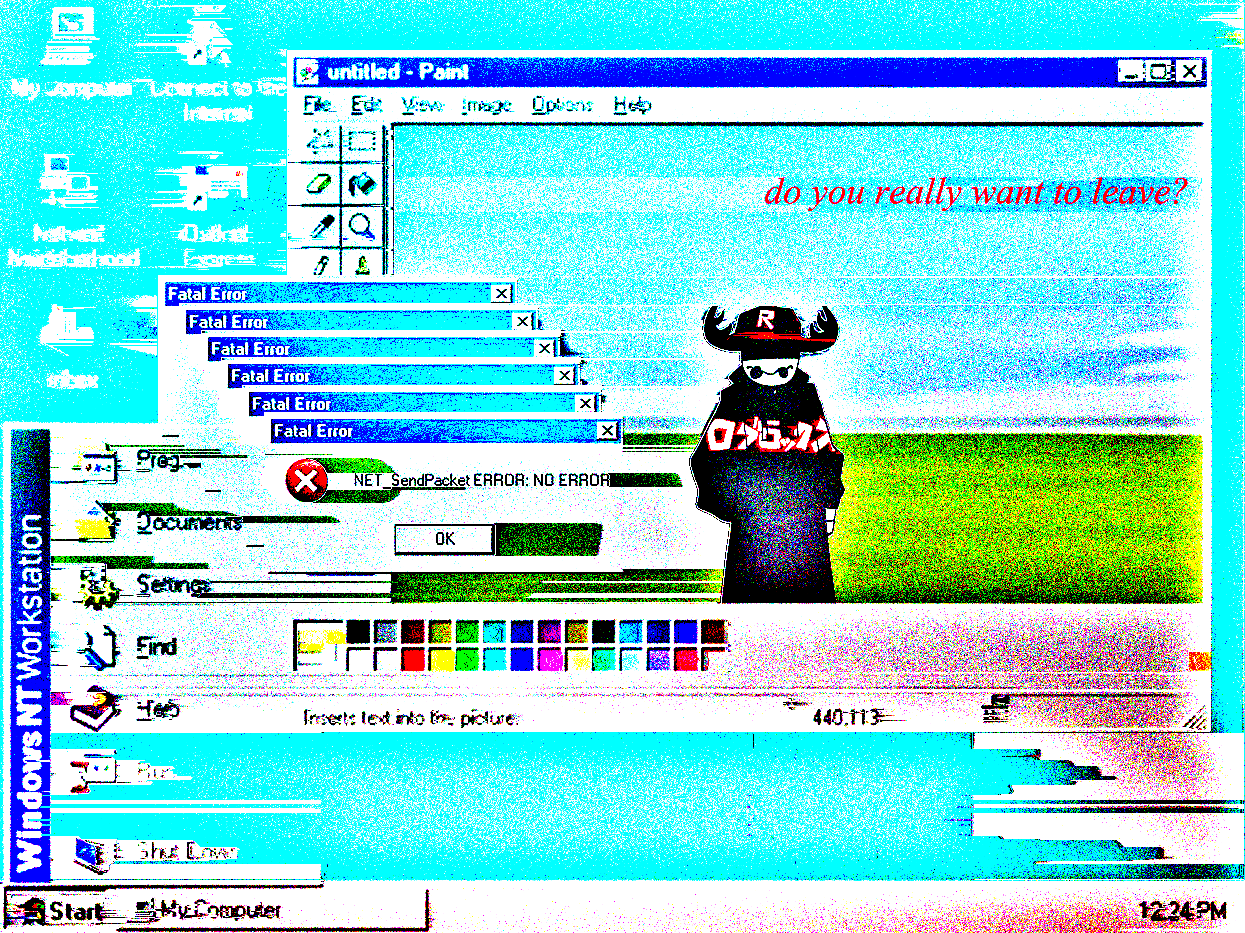 My Computer
Connect to the
Internet
untitled - Paint
File Edit View Image Options Help
do you really want to leave?
Network
Neighborhood
Outlook
Express
Inbox
Fatal Error
Fatal Error
Fatal Error
Fatal Error
Fatal Error
Fatal Error
R
NET_SendPacket ERROR: NO ERROR
OK
Documents
Settings
Find
Help
Inserts text into the picture.
440,113
Shut Down
Windows NT Workstation
Start
My Computer
12:24 PM